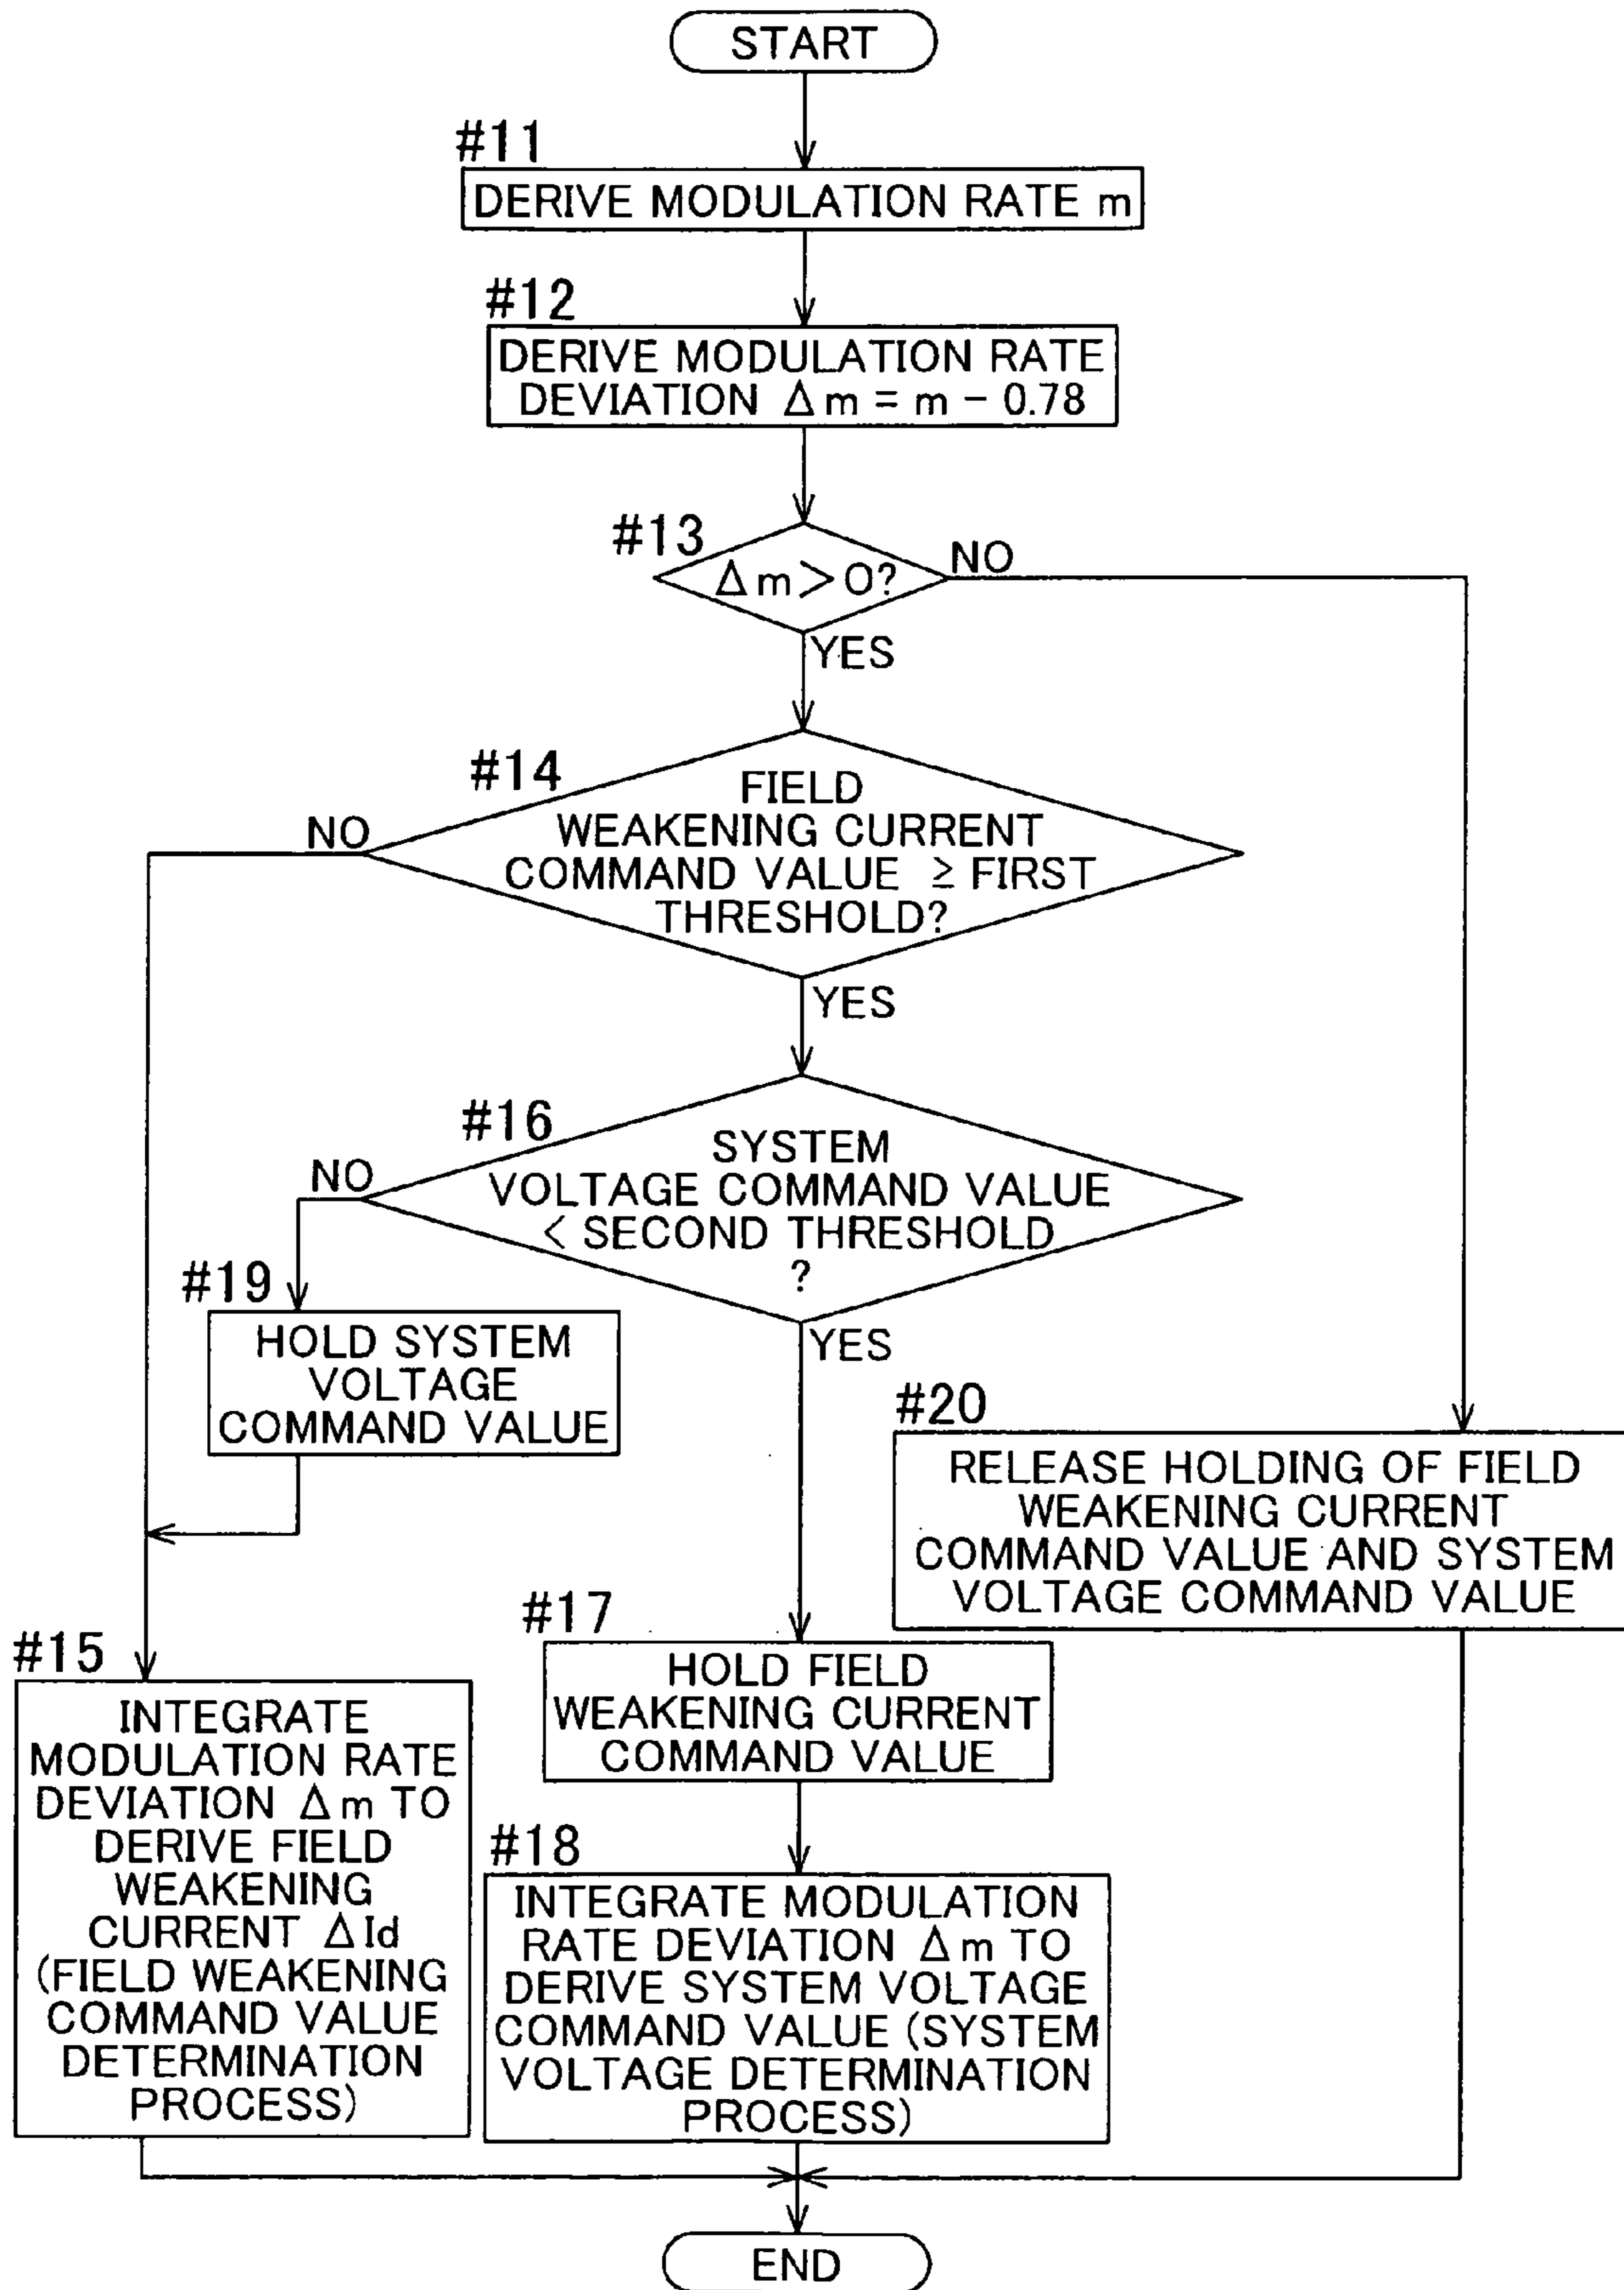 START
#11
DERIVE MODULATION RATE m
#12
DERIVE MODULATION RATE
DEVIATION Δm = m - 0.78
#13
Δm > 0?
NO
YES
#14
FIELD
WEAKENING CURRENT
COMMAND VALUE ≥ FIRST
THRESHOLD?
NO
YES
#16
SYSTEM
VOLTAGE COMMAND VALUE
< SECOND THRESHOLD
?
NO
YES
#19
HOLD SYSTEM
VOLTAGE
COMMAND VALUE
#20
RELEASE HOLDING OF FIELD
WEAKENING CURRENT
COMMAND VALUE AND SYSTEM
VOLTAGE COMMAND VALUE
#17
HOLD FIELD
WEAKENING CURRENT
COMMAND VALUE
#15
INTEGRATE
MODULATION RATE
DEVIATION Δm TO
DERIVE FIELD
WEAKENING
CURRENT ΔId
(FIELD WEAKENING
COMMAND VALUE
DETERMINATION
PROCESS)
#18
INTEGRATE MODULATION
RATE DEVIATION Δm TO
DERIVE SYSTEM VOLTAGE
COMMAND VALUE (SYSTEM
VOLTAGE DETERMINATION
PROCESS)
END